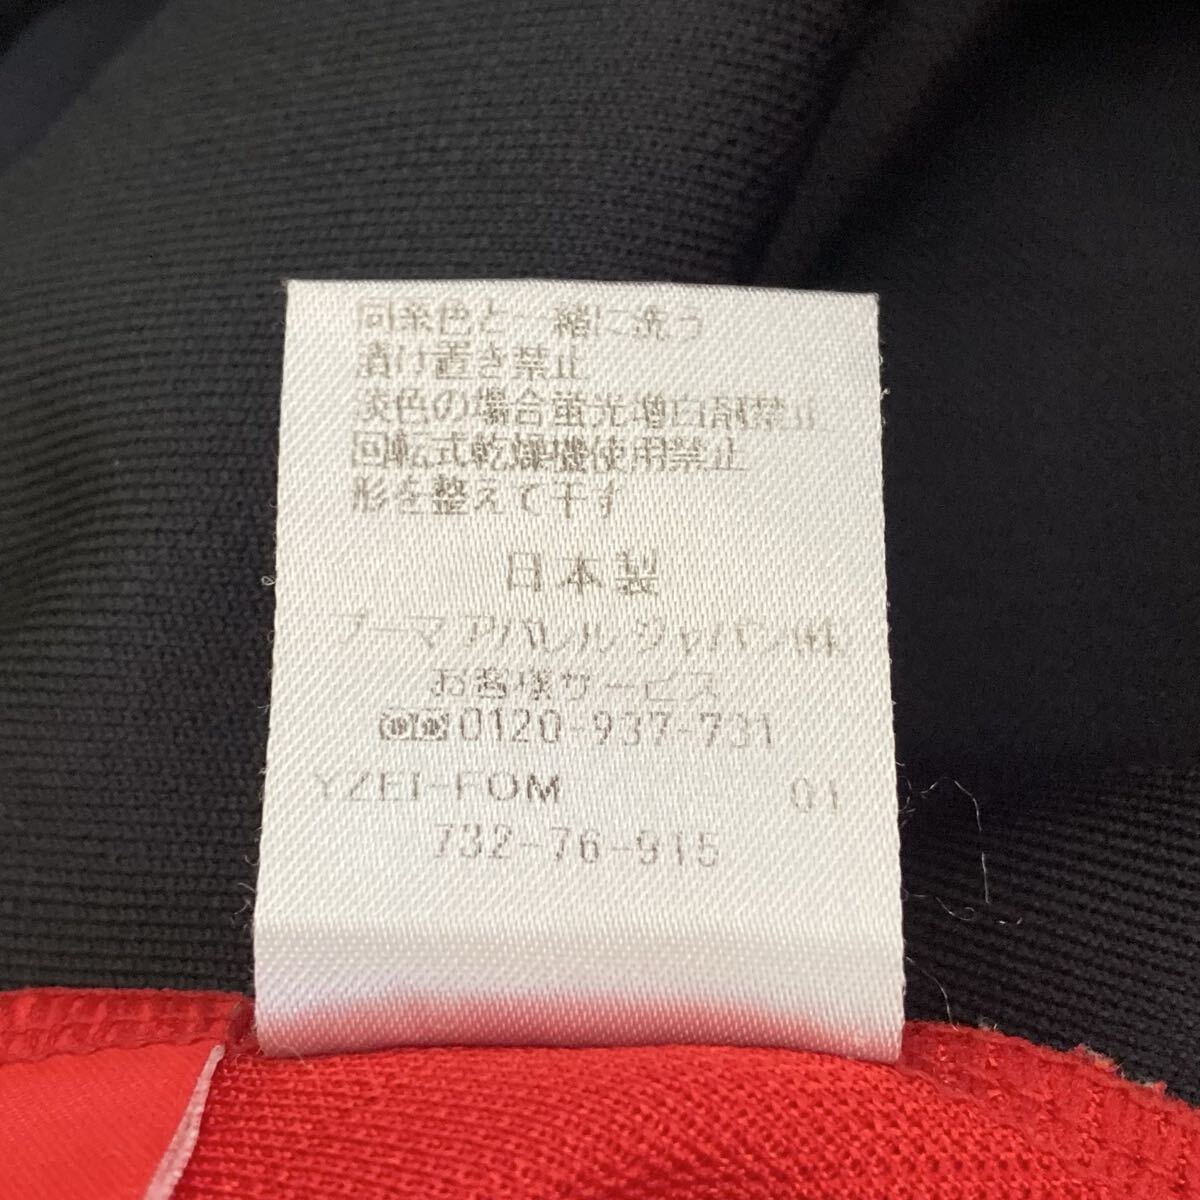 同系色と一緒に洗う
漬け置き禁止
淡色の場合蛍光増白剤禁止
回転式乾燥機使用禁止
形を整えて干す
日本製
プーマ アパレル ジャパン㈱
お客様サービス
0120-937-731
YZEI-FOM 01
732-76-915